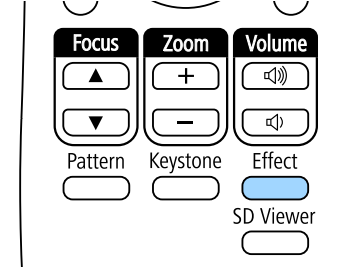 Focus Zoom Volume
+
−
Pattern Keystone Effect
SD Viewer